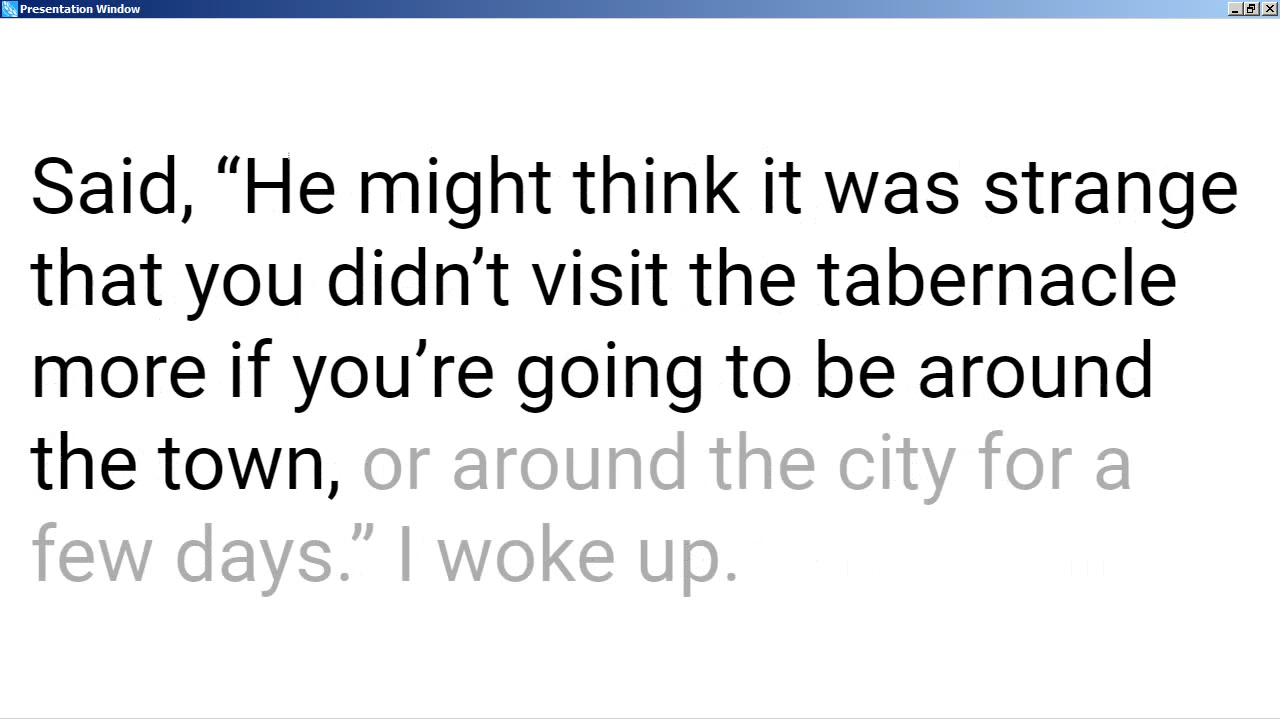 Presentation Window
Said, “He might think it was strange
that you didn’t visit the tabernacle
more if you’re going to be around
the town, or around the city for a
few days.” I woke up.